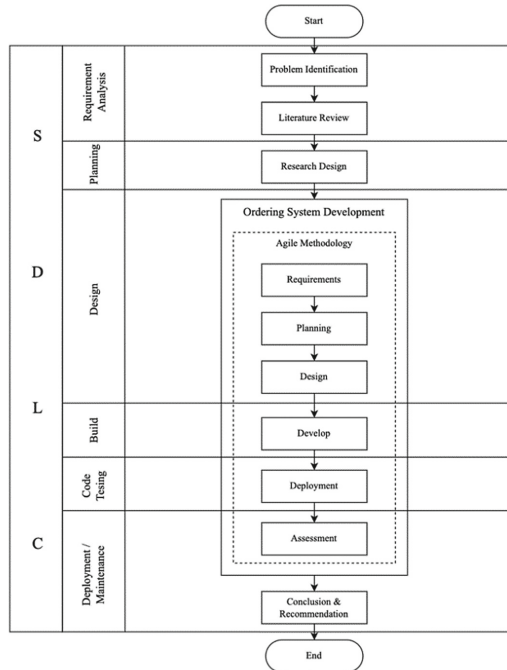 Start
Requirement
Analysis
Problem Identification
Literature Review
S
Planning
Research Design
Ordering System Development
Agile Methodology
D
Design
Requirements
Planning
Design
L
Build
Develop
Code
Tesing
Deployment
C
Deployment /
Maintenance
Assessment
Conclusion &
Recommendation
End